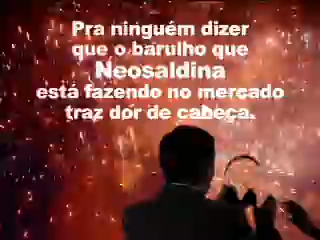 Pra ninguém dizer
que o barulho que
Neosaldina
está fazendo no mercado
traz dor de cabeça.